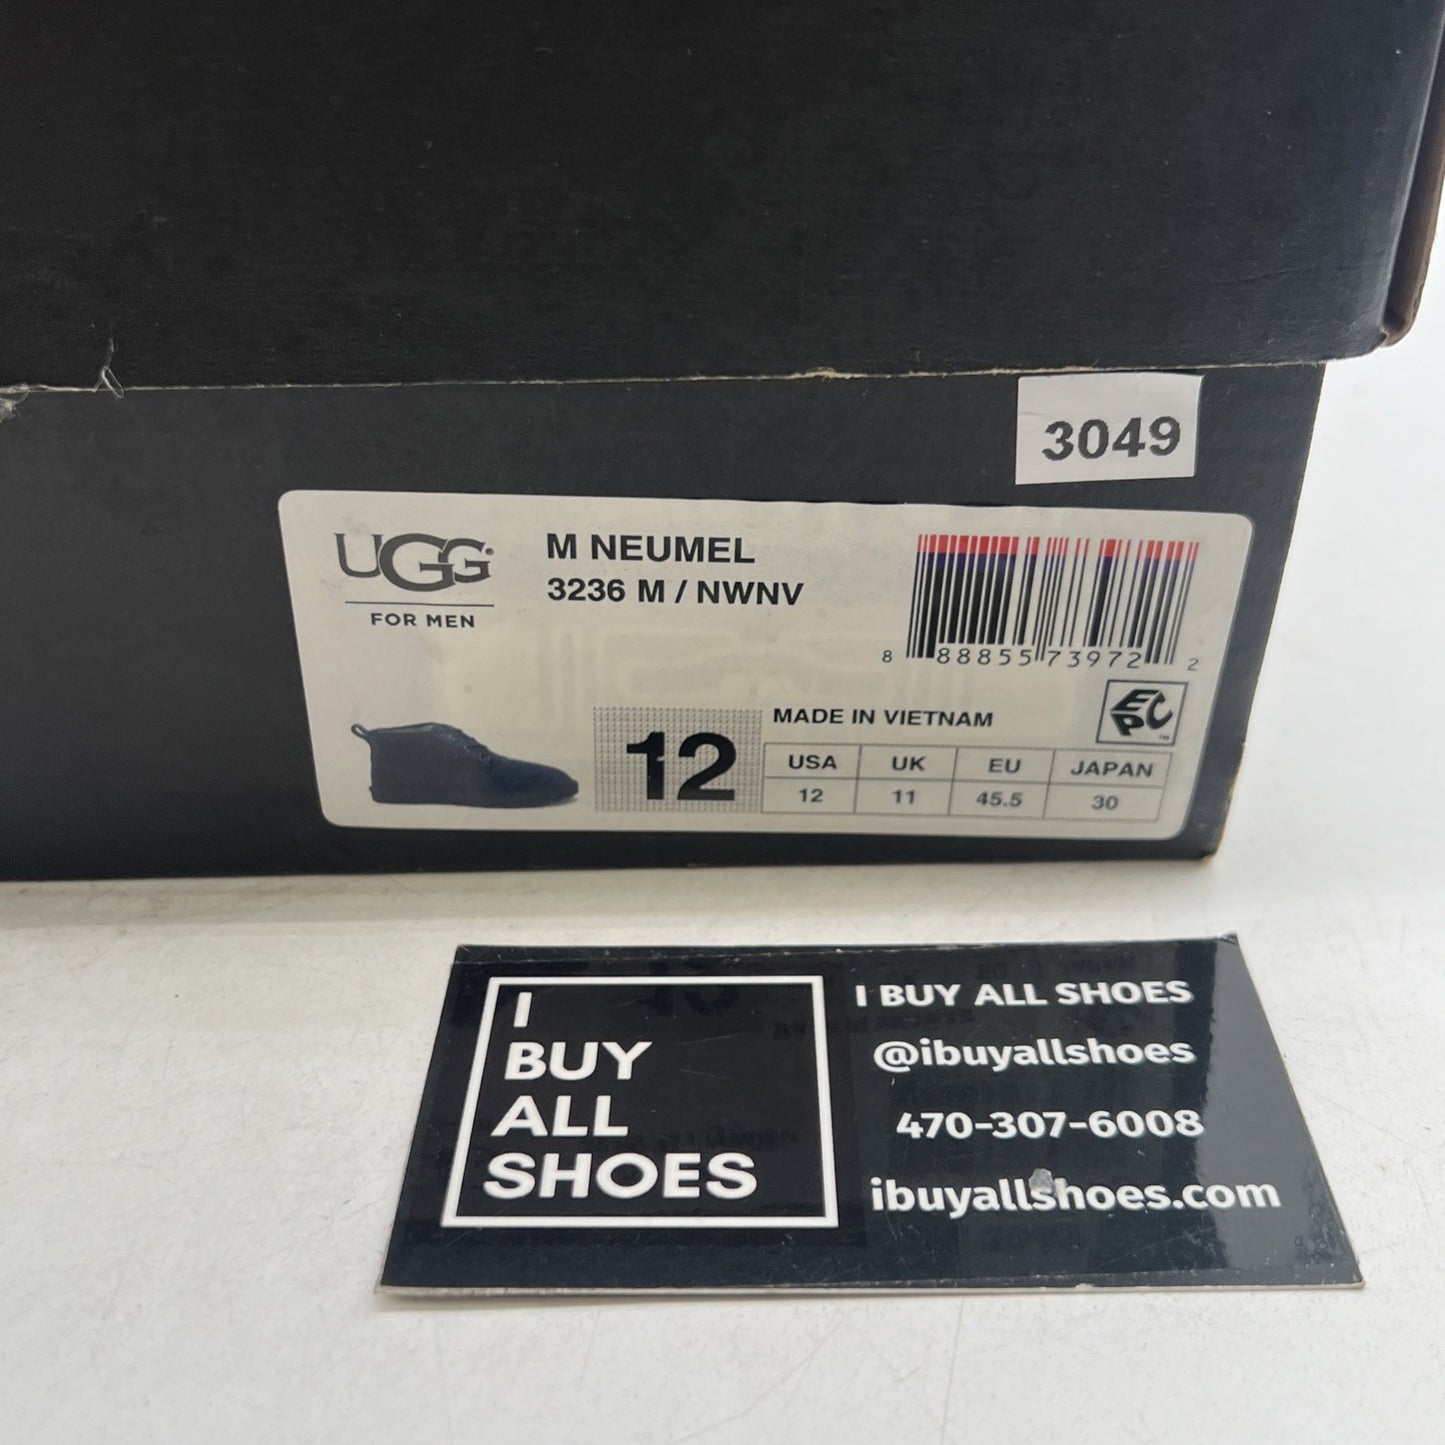 3049
UGG
FOR MEN
M NEUMEL
3236 M / NWNV
8 88855 73972 2
MADE IN VIETNAM
EPC
12
USA UK EU JAPAN
12 11 45.5 30
I
BUY
ALL
SHOES
I BUY ALL SHOES
@ibuyallshoes
470-307-6008
ibuyallshoes.com